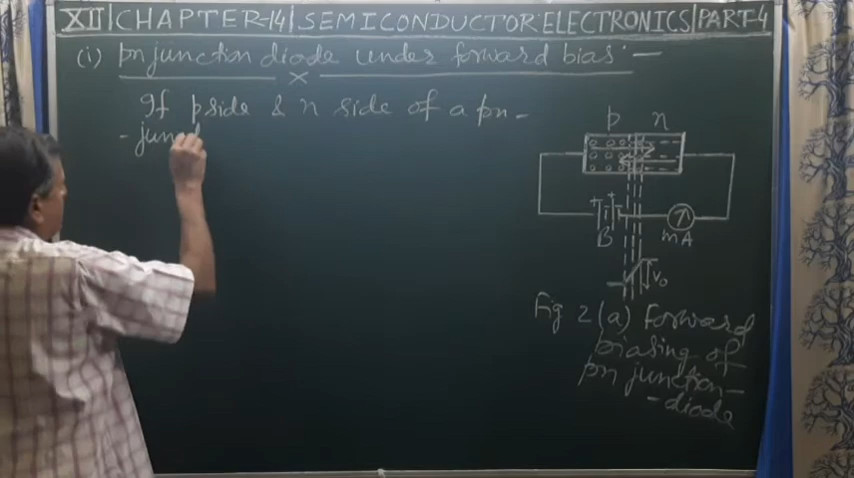 XII | CHAPTER-14 | SEMICONDUCTOR ELECTRONICS | PART-4
(i) pn junction diode under forward bias :—
If p side & n side of a pn -
- junct
p n
B mA
V₀
Fig 2(a) Forward
biasing of
pn junction-
- diode